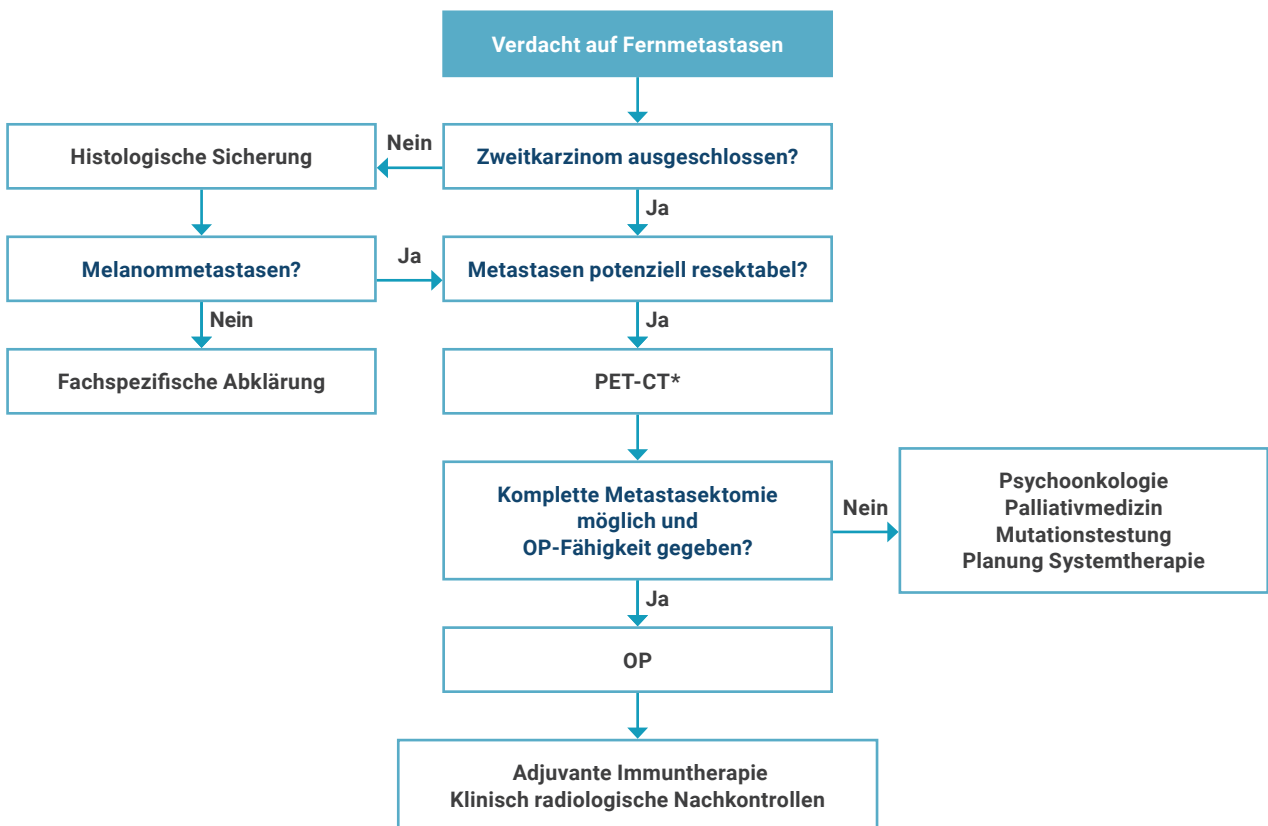 Verdacht auf Fernmetastasen
Nein
Histologische Sicherung
Zweitkarzinom ausgeschlossen?
Ja
Melanommetastasen?
Ja
Metastasen potenziell resektabel?
Nein
Ja
Fachspezifische Abklärung
PET-CT*
Komplette Metastasektomie
möglich und
OP-Fähigkeit gegeben?
Nein
Psychoonkologie
Palliativmedizin
Mutationstestung
Planung Systemtherapie
Ja
OP
Adjuvante Immuntherapie
Klinisch radiologische Nachkontrollen